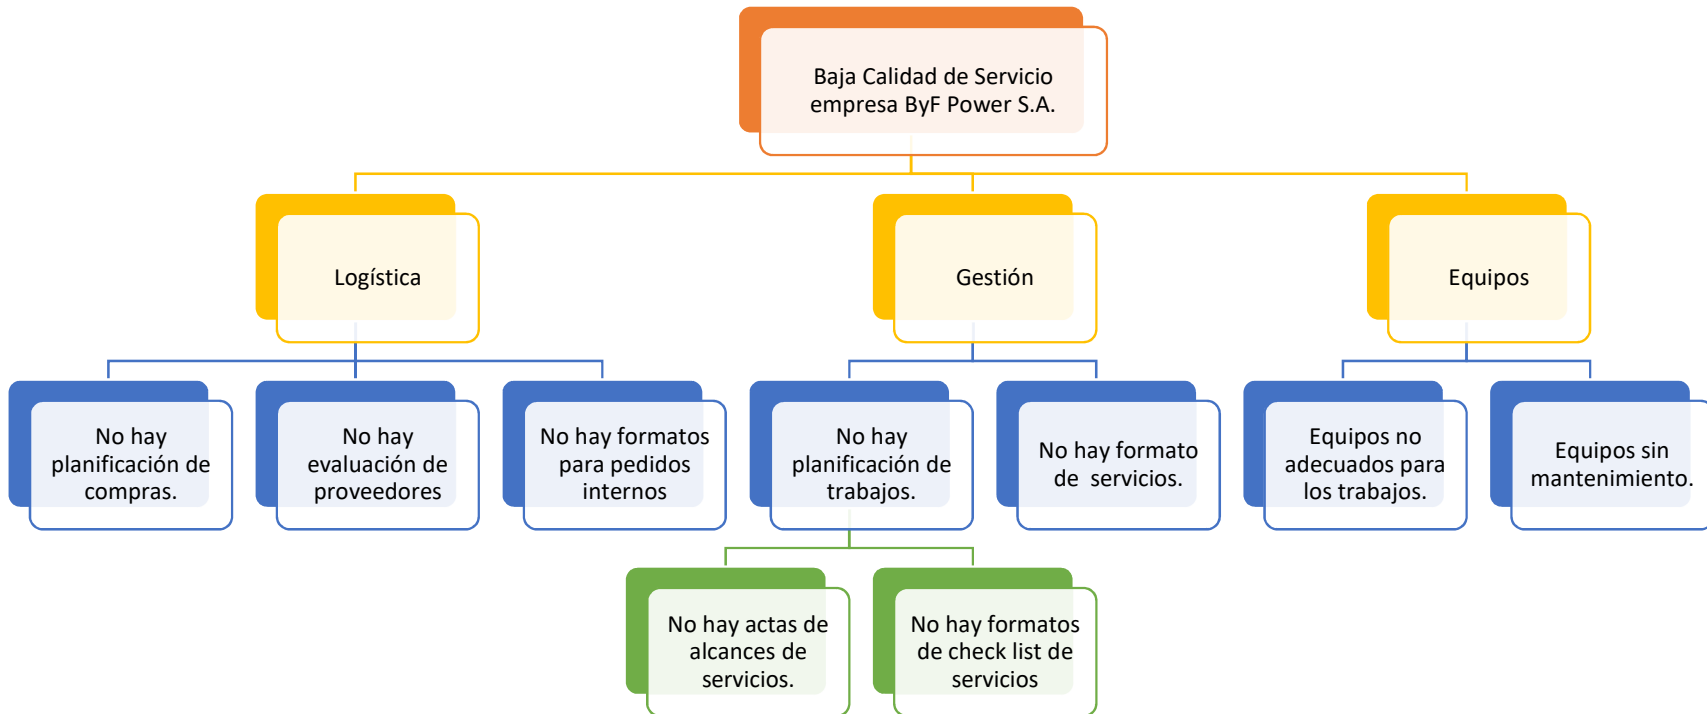 Baja Calidad de Servicio
empresa ByF Power S.A.
Logística
Gestión
Equipos
No hay
planificación de
compras.
No hay
evaluación de
proveedores
No hay formatos
para pedidos
internos
No hay
planificación de
trabajos.
No hay formato
de  servicios.
Equipos no
adecuados para
los trabajos.
Equipos sin
mantenimiento.
No hay actas de
alcances de
servicios.
No hay formatos
de check list de
servicios